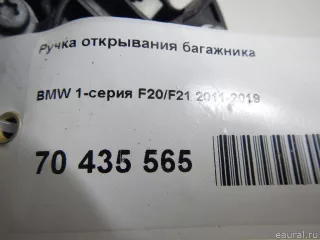 Ручка открывания багажника
BMW 1-серия F20/F21 2011-2019
70 435 565
eaural.ru